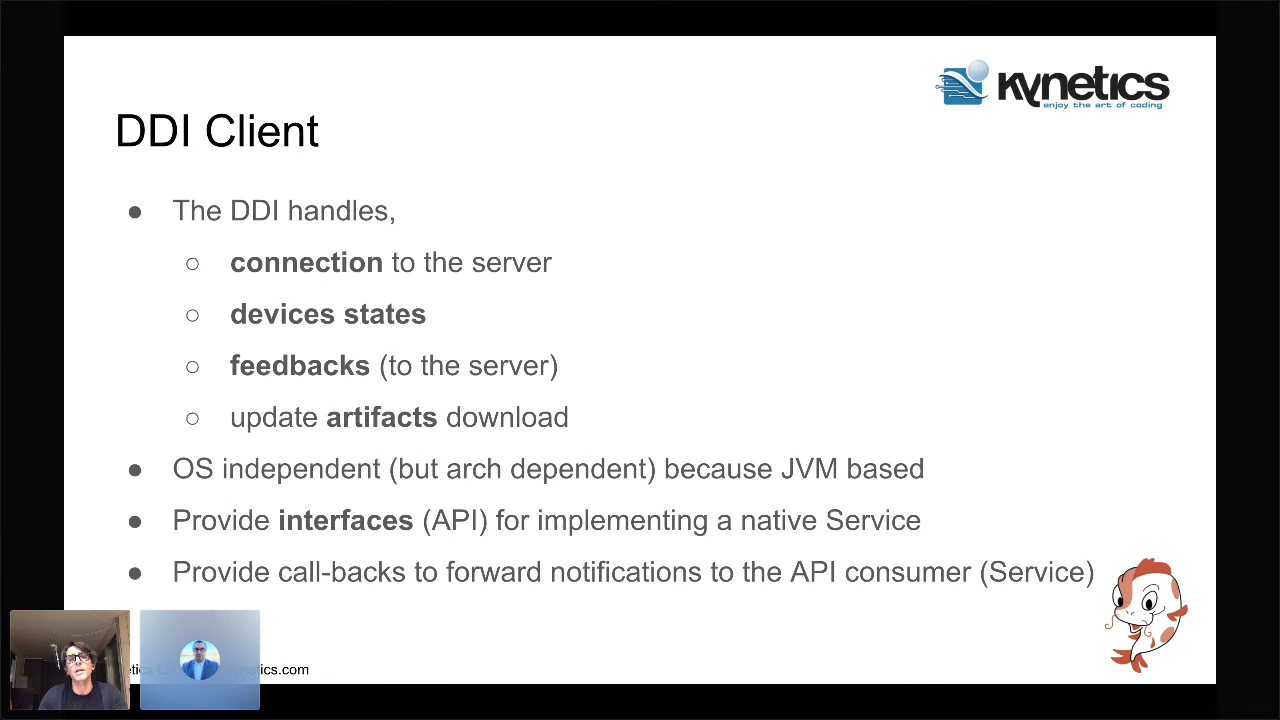 kynetics
enjoy the art of coding
DDI Client
● The DDI handles,
○ connection to the server
○ devices states
○ feedbacks (to the server)
○ update artifacts download
● OS independent (but arch dependent) because JVM based
● Provide interfaces (API) for implementing a native Service
● Provide call-backs to forward notifications to the API consumer (Service)